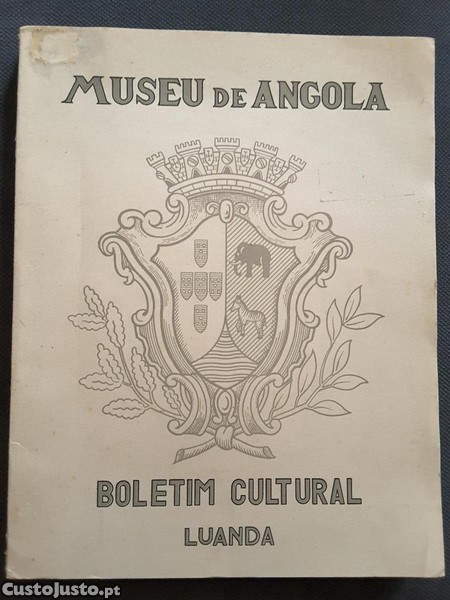 MUSEU DE ANGOLA
BOLETIM CULTURAL
LUANDA
CustoJusto.pt